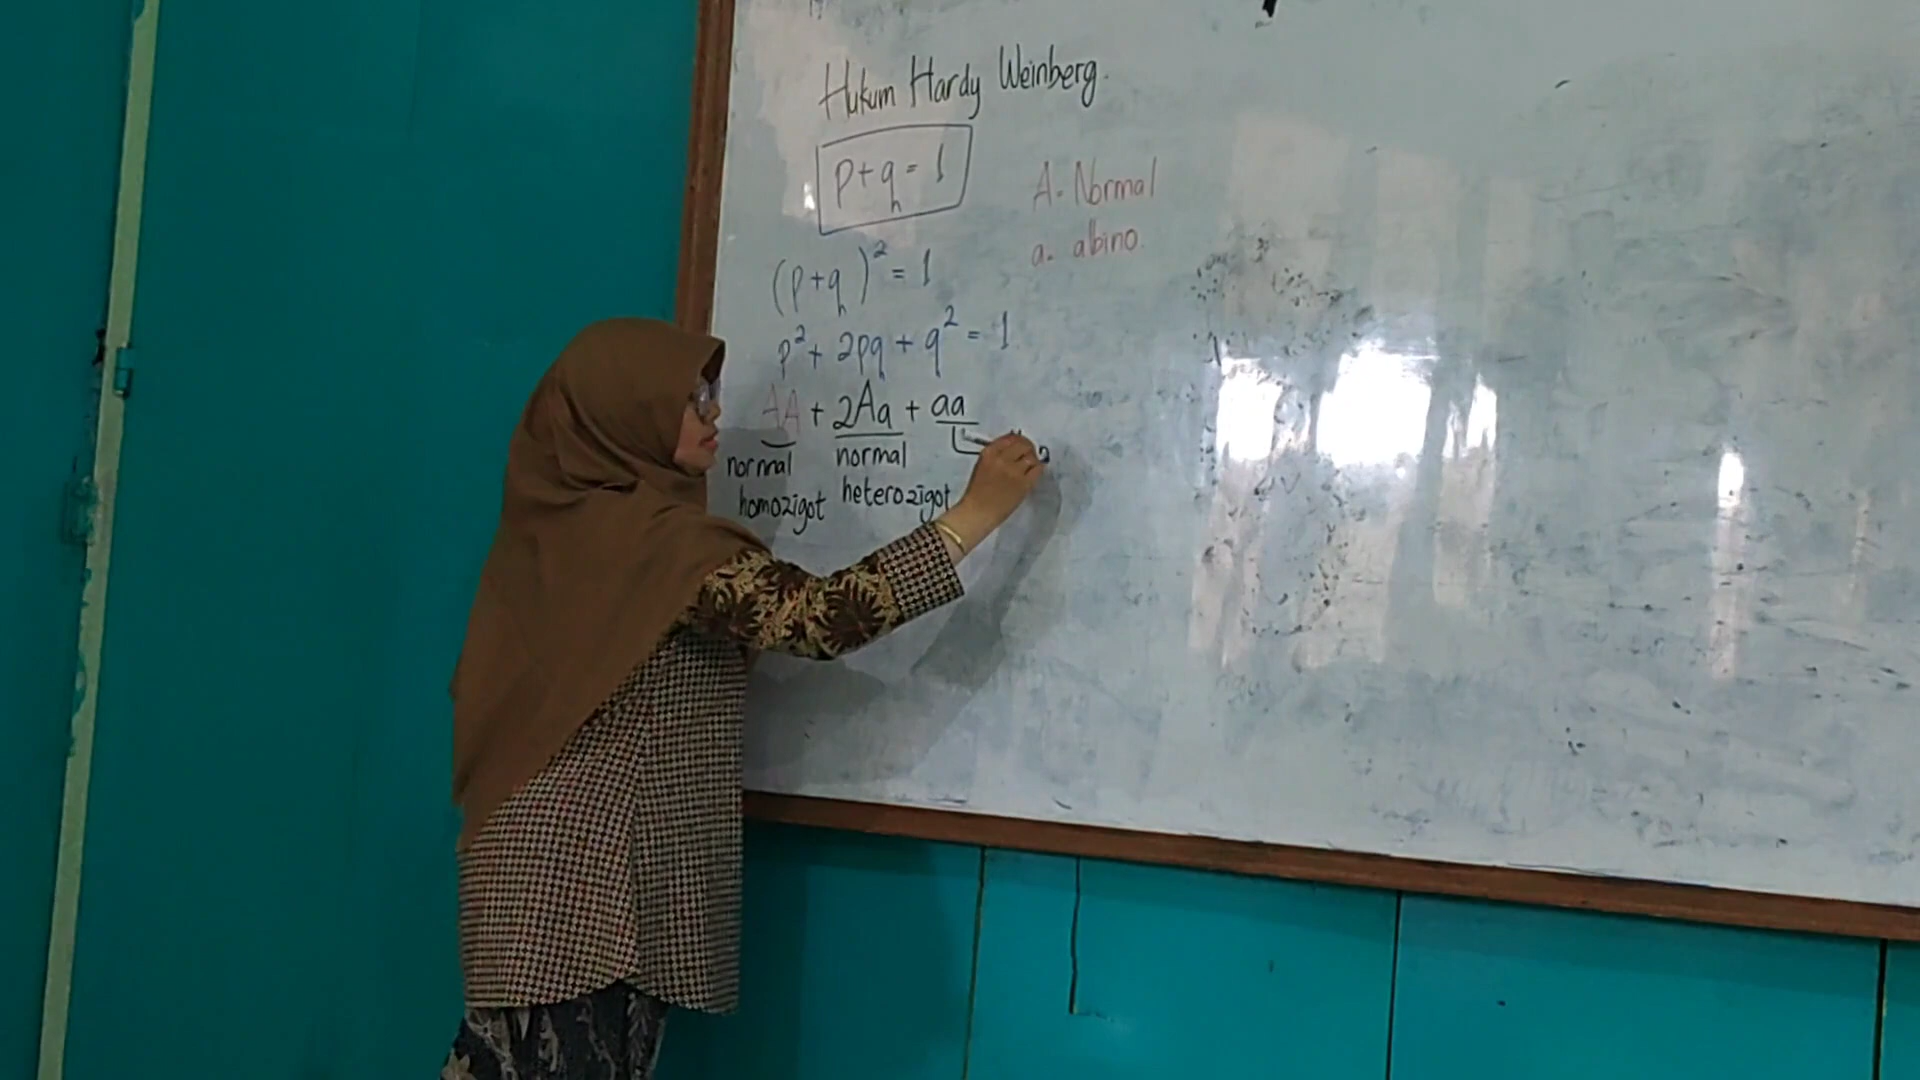 Hukum Hardy Weinberg.
p+q = 1
A = Normal
a = albino.
(p+q)² = 1
p² + 2pq + q² = 1
AA + 2Aa + aa
normal normal
homozigot heterozigot